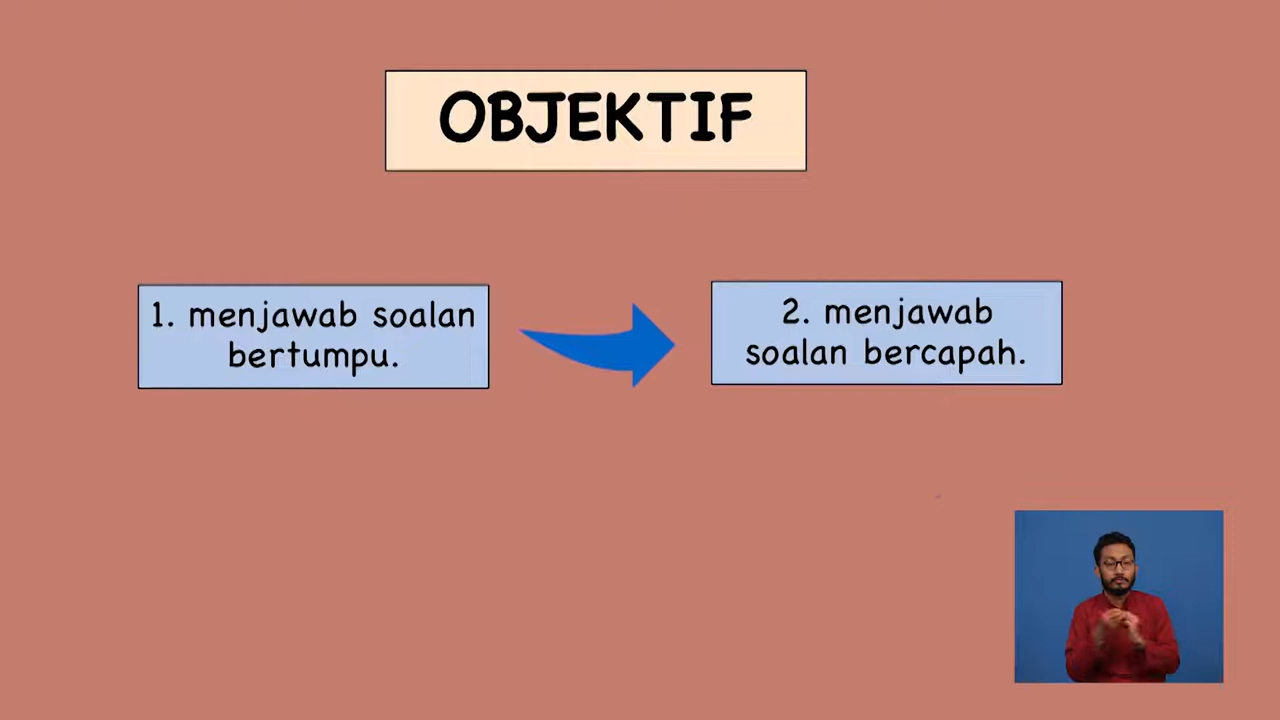 OBJEKTIF
1. menjawab soalan
bertumpu.
2. menjawab
soalan bercapah.